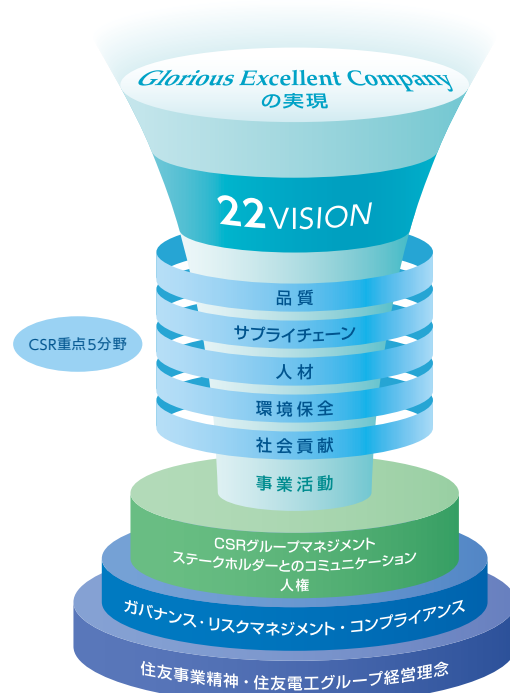 Glorious Excellent Company
の実現
22VISION
品質
サプライチェーン
CSR重点5分野
人材
環境保全
社会貢献
事業活動
CSRグループマネジメント
ステークホルダーとのコミュニケーション
人権
ガバナンス・リスクマネジメント・コンプライアンス
住友事業精神・住友電工グループ経営理念